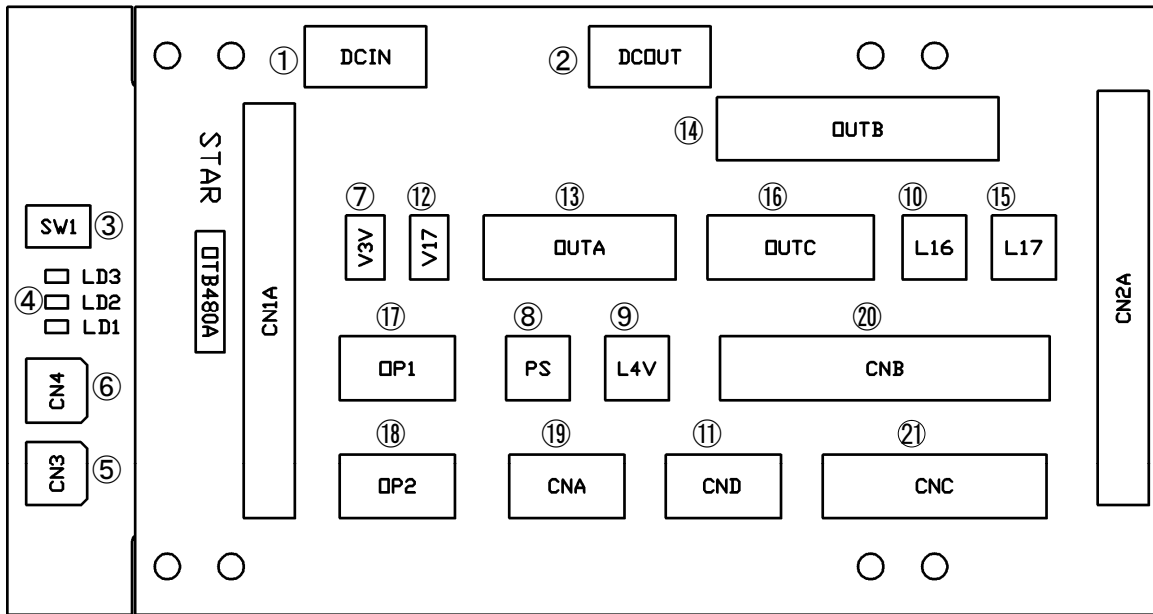 ① DCIN ② DCOUT
⑭ OUTB
STAR
OTB480A
CN1A
CN2A
SW1 ③
④ LD3
LD2
LD1
CN4 ⑥
CN3 ⑤
⑦ ⑫ ⑬ ⑯ ⑩ ⑮
V3V V17 OUTA OUTC L16 L17
⑰ ⑧ ⑨ ⑳
OP1 PS L4V CNB
⑱ ⑲ ⑪ ㉑
OP2 CNA CND CNC